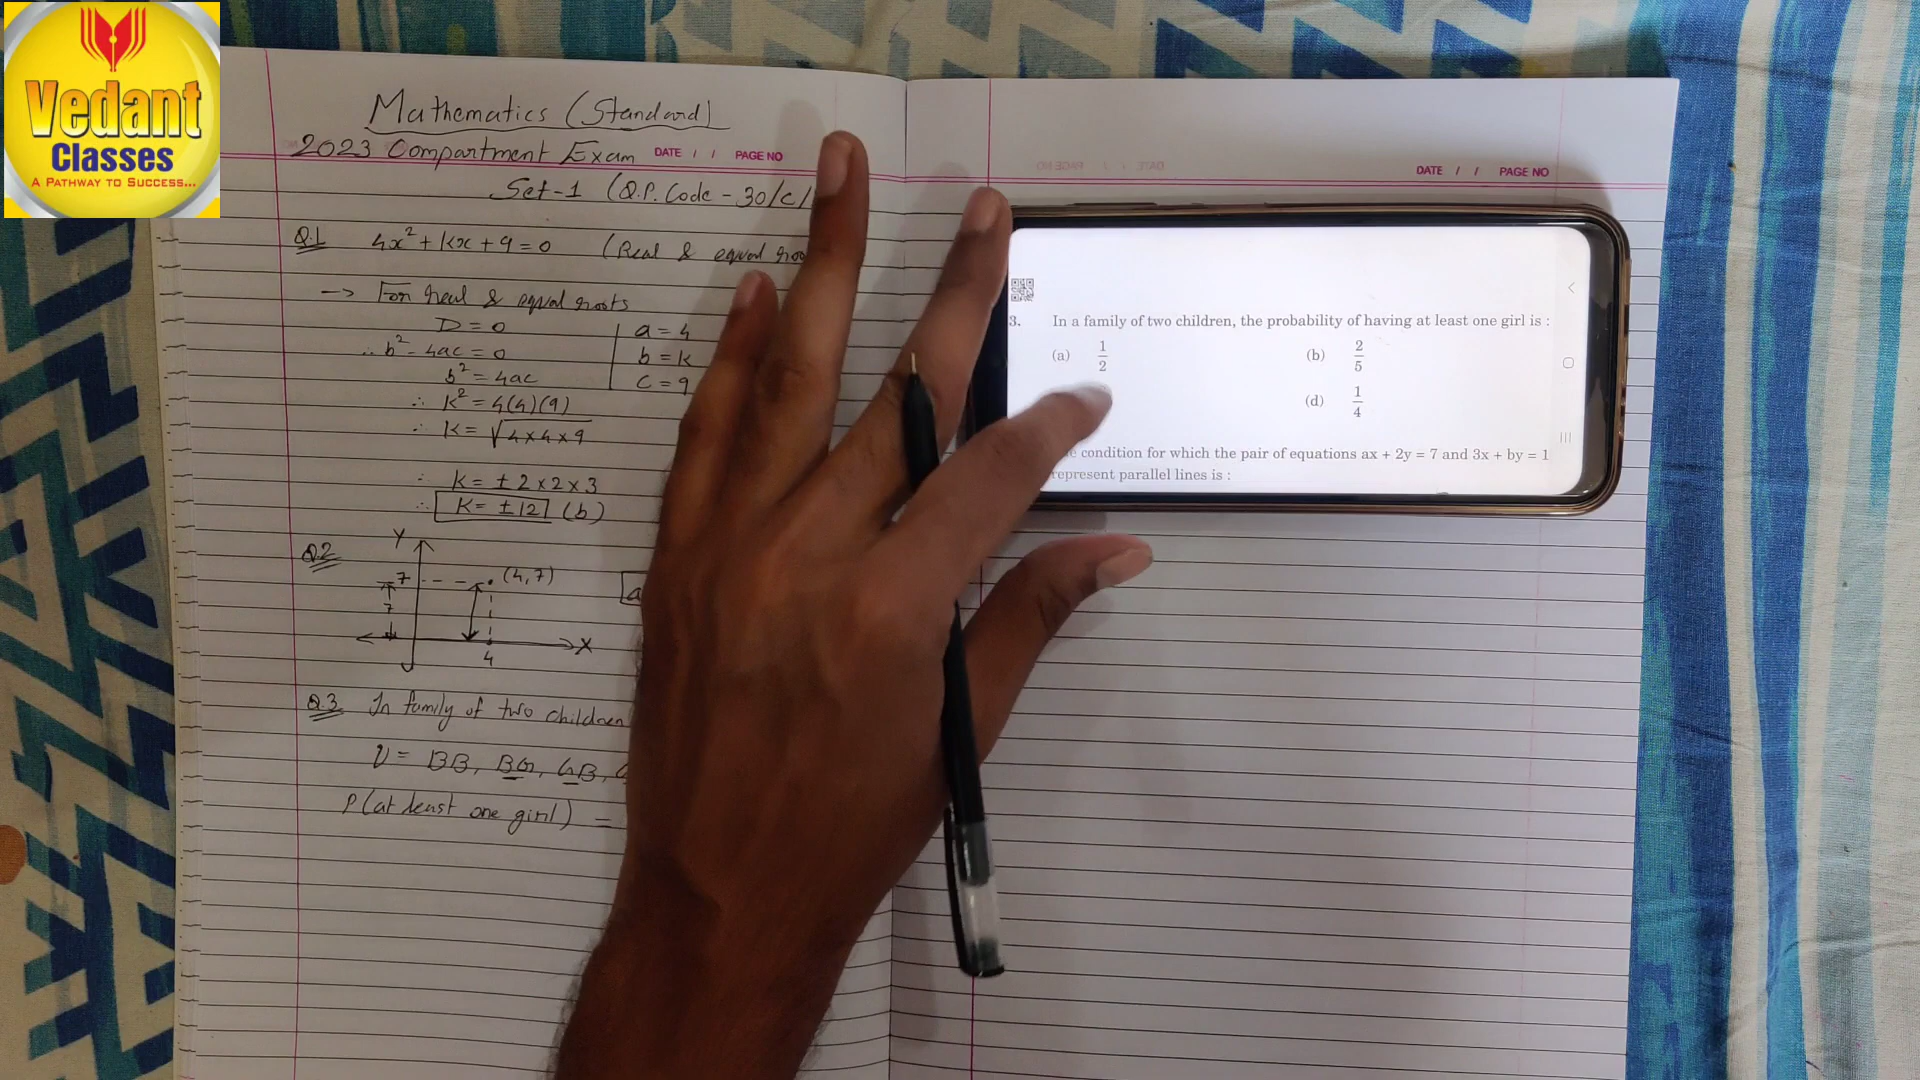 Vedant
Classes
A PATHWAY TO SUCCESS...
Mathematics (Standard)
2023 Compartment Exam
DATE / / PAGE NO
Set-1 (Q.P. Code - 30/C/
Q.1 4x² + kx + 9 = 0 (Real & equal roo
→ For real & equal roots
D = 0
∴ b² - 4ac = 0
b² = 4ac
∴ k² = 4(4)(9)
∴ k = √4×4×9
∴ k = ±2×2×3
∴ k = ±12 (b)
a = 4
b = k
c = 9
Q.2
Y
7
(4,7)
7
X
4
a
Q.3 In family of two children
U = BB, BG, GB, G
P(at least one girl) =
DATE / / PAGE NO
3. In a family of two children, the probability of having at least one girl is :
(a) 1/2 (b) 2/5
(d) 1/4
condition for which the pair of equations ax + 2y = 7 and 3x + by = 1
represent parallel lines is :